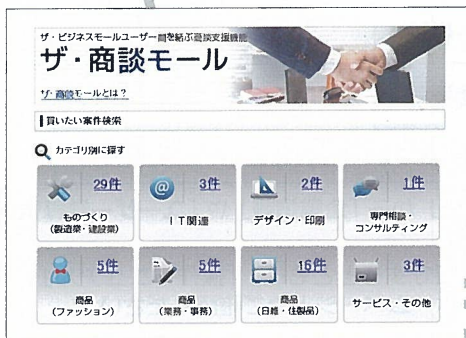 ザ・ビジネスモールユーザー間を結ぶ商談支援機能
ザ・商談モール
ザ・商談モールとは？
買いたい案件検索
カテゴリ別に探す
29件
3件
2件
1件
ものづくり
（製造業・建設業）
ＩＴ関連
デザイン・印刷
専門相談・
コンサルティング
5件
5件
16件
3件
商品
（ファッション）
商品
（業務・事務）
商品
（日雑・住製品）
サービス・その他